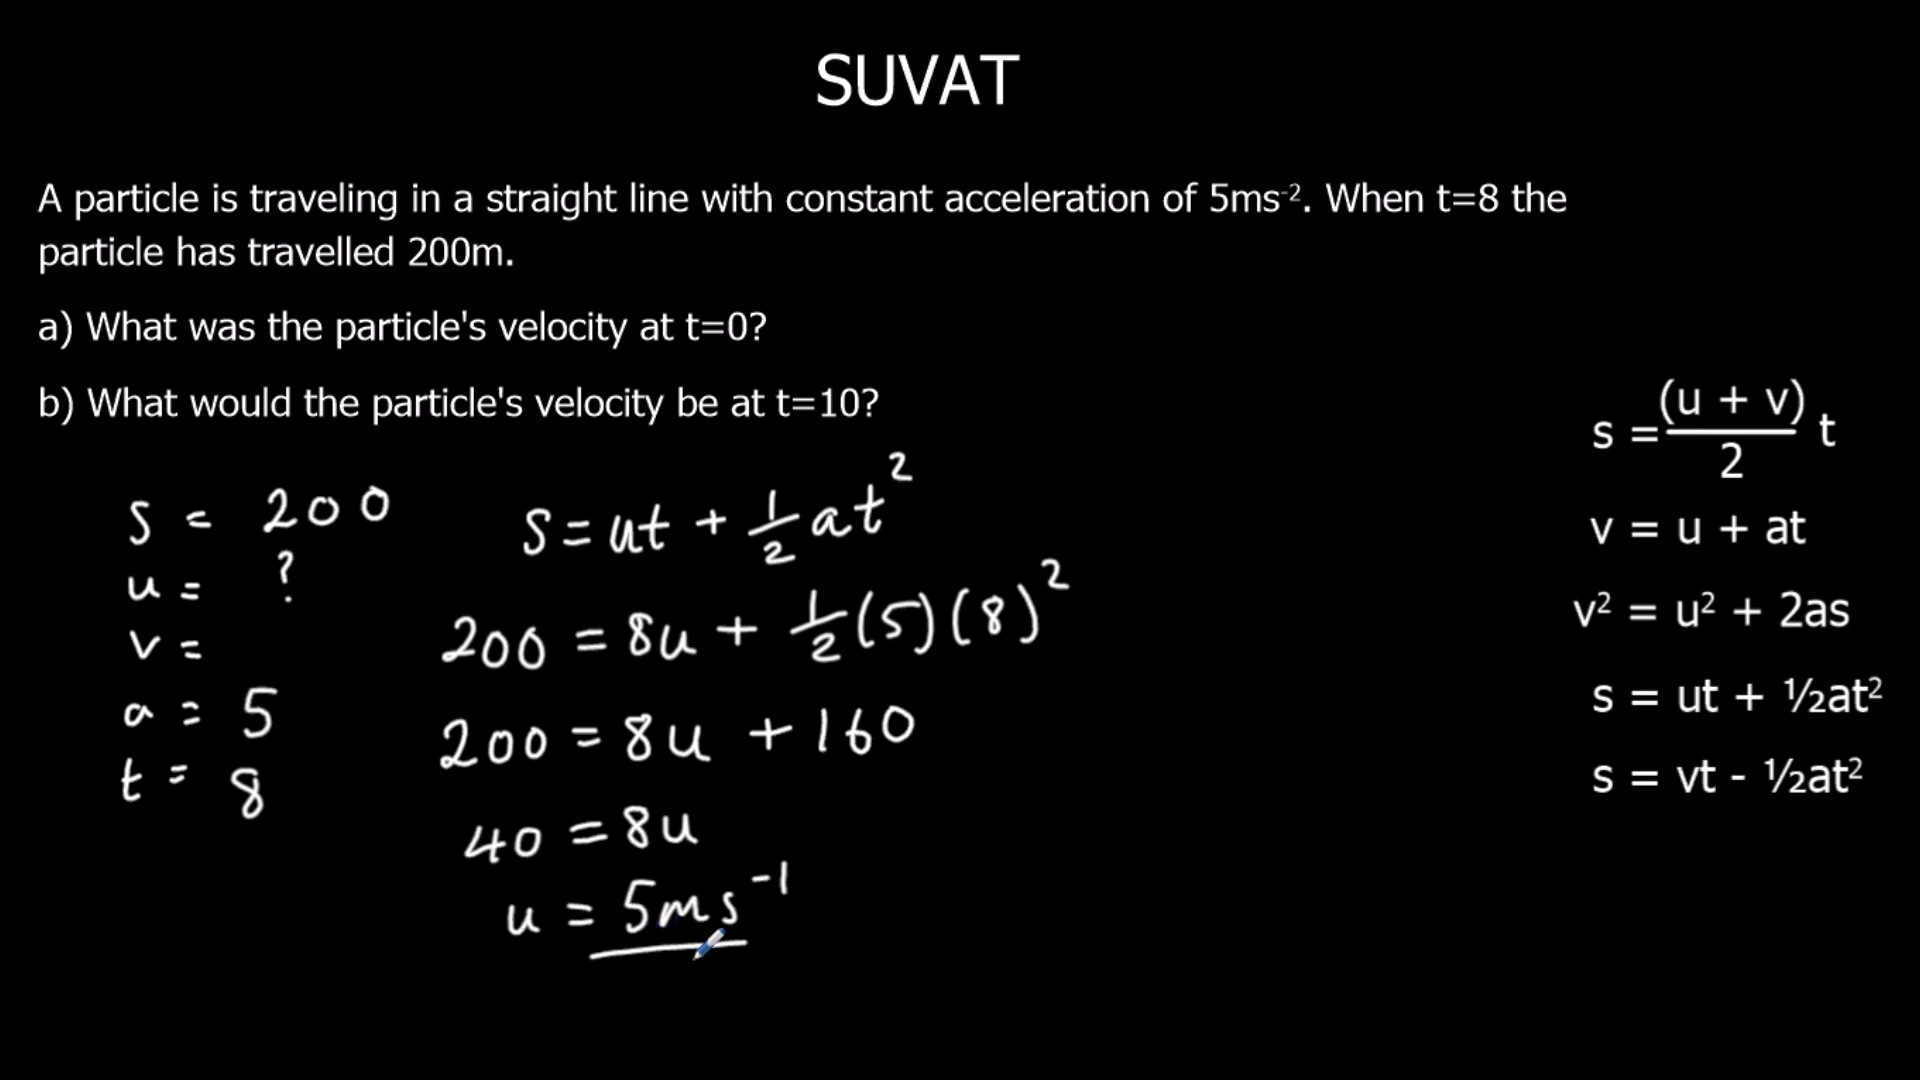 SUVAT
A particle is traveling in a straight line with constant acceleration of 5ms⁻². When t=8 the
particle has travelled 200m.
a) What was the particle's velocity at t=0?
b) What would the particle's velocity be at t=10?
s = 200
u = ?
v =
a = 5
t = 8
s = ut + ½at²
200 = 8u + ½(5)(8)²
200 = 8u + 160
40 = 8u
u = 5ms⁻¹
s = (u + v)/2 t
v = u + at
v² = u² + 2as
s = ut + ½at²
s = vt - ½at²